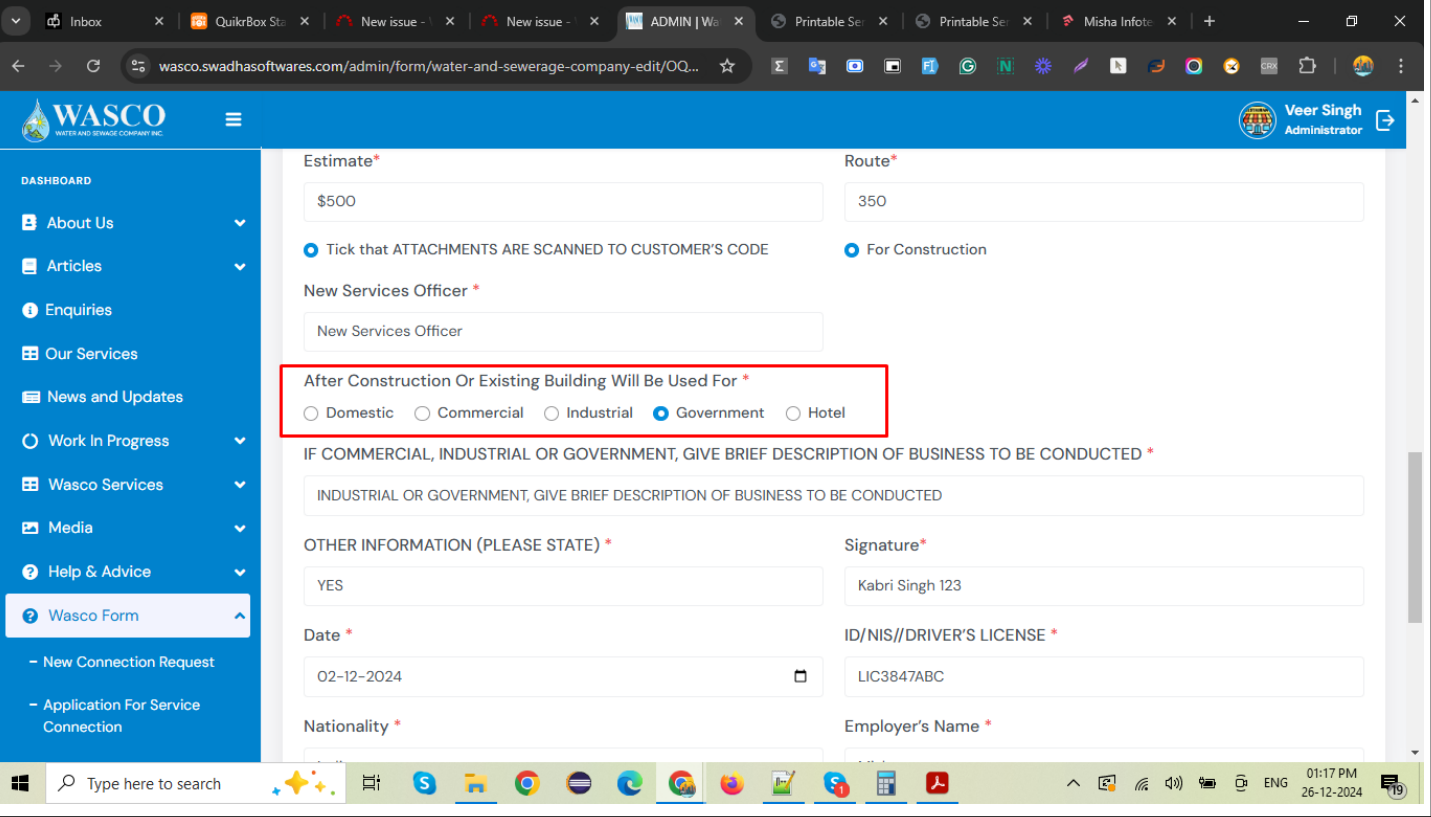 Inbox
QuikrBox Sta
New issue -
New issue -
ADMIN | Wa
Printable Ser
Printable Ser
Misha Infote
wasco.swadhasoftwares.com/admin/form/water-and-sewerage-company-edit/OQ...
WASCO
WATER AND SEWAGE COMPANY INC.
Veer Singh
Administrator
DASHBOARD
About Us
Articles
Enquiries
Our Services
News and Updates
Work In Progress
Wasco Services
Media
Help & Advice
Wasco Form
- New Connection Request
- Application For Service
Connection
Estimate*
Route*
$500
350
Tick that ATTACHMENTS ARE SCANNED TO CUSTOMER'S CODE
For Construction
New Services Officer *
New Services Officer
After Construction Or Existing Building Will Be Used For *
Domestic Commercial Industrial Government Hotel
IF COMMERCIAL, INDUSTRIAL OR GOVERNMENT, GIVE BRIEF DESCRIPTION OF BUSINESS TO BE CONDUCTED *
INDUSTRIAL OR GOVERNMENT, GIVE BRIEF DESCRIPTION OF BUSINESS TO BE CONDUCTED
OTHER INFORMATION (PLEASE STATE) *
Signature*
YES
Kabri Singh 123
Date *
ID/NIS//DRIVER'S LICENSE *
02-12-2024
LIC3847ABC
Nationality *
Employer's Name *
Type here to search
ENG
01:17 PM
26-12-2024
19